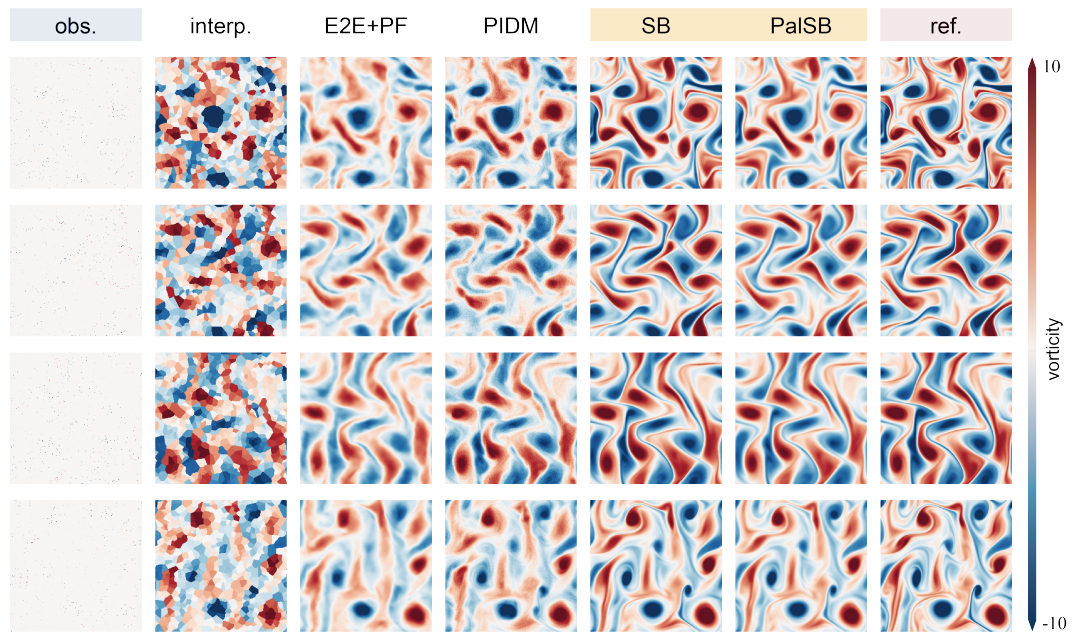 obs. interp. E2E+PF PIDM SB PalSB ref.
10
vorticity
-10